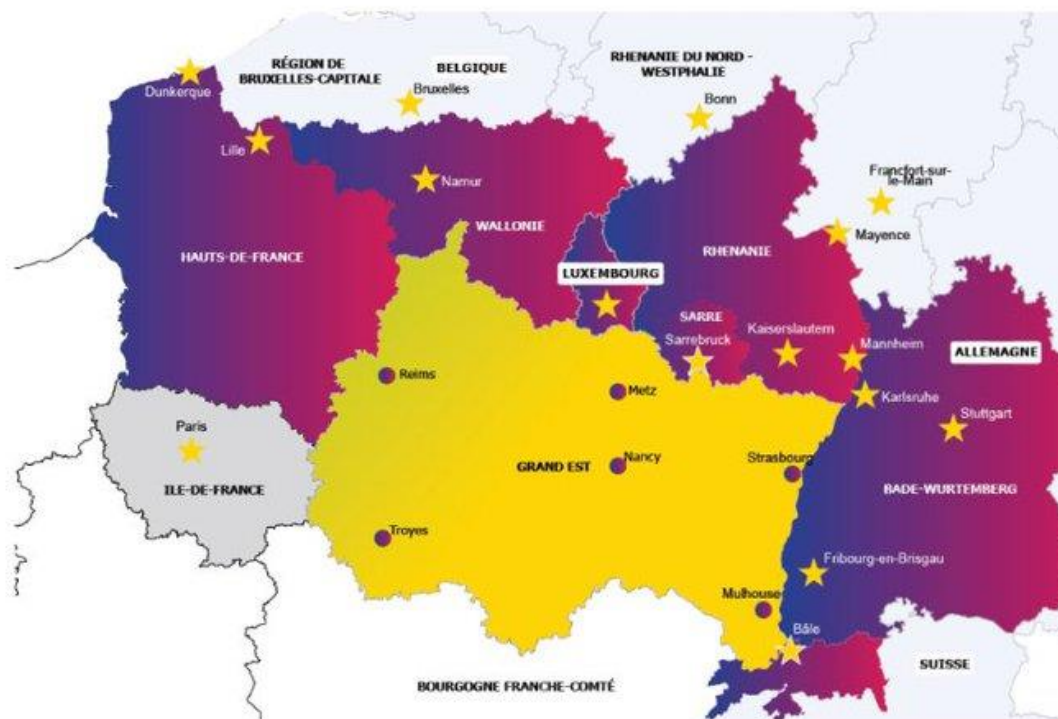 RÉGION DE
BRUXELLES-CAPITALE
BELGIQUE
RHENANIE DU NORD -
WESTPHALIE
Dunkerque
Bruxelles
Bonn
Lille
Namur
Francfort-sur-
le-Main
Mayence
WALLONIE
HAUTS-DE-FRANCE
RHENANIE
LUXEMBOURG
SARRE
Kaiserslautern
Sarrebruck
Mannheim
ALLEMAGNE
Reims
Metz
Karlsruhe
Stuttgart
Paris
Nancy
GRAND EST
Strasbourg
ILE-DE-FRANCE
BADE-WURTEMBERG
Troyes
Fribourg-en-Brisgau
Mulhouse
Bâle
SUISSE
BOURGOGNE FRANCHE-COMTÉ